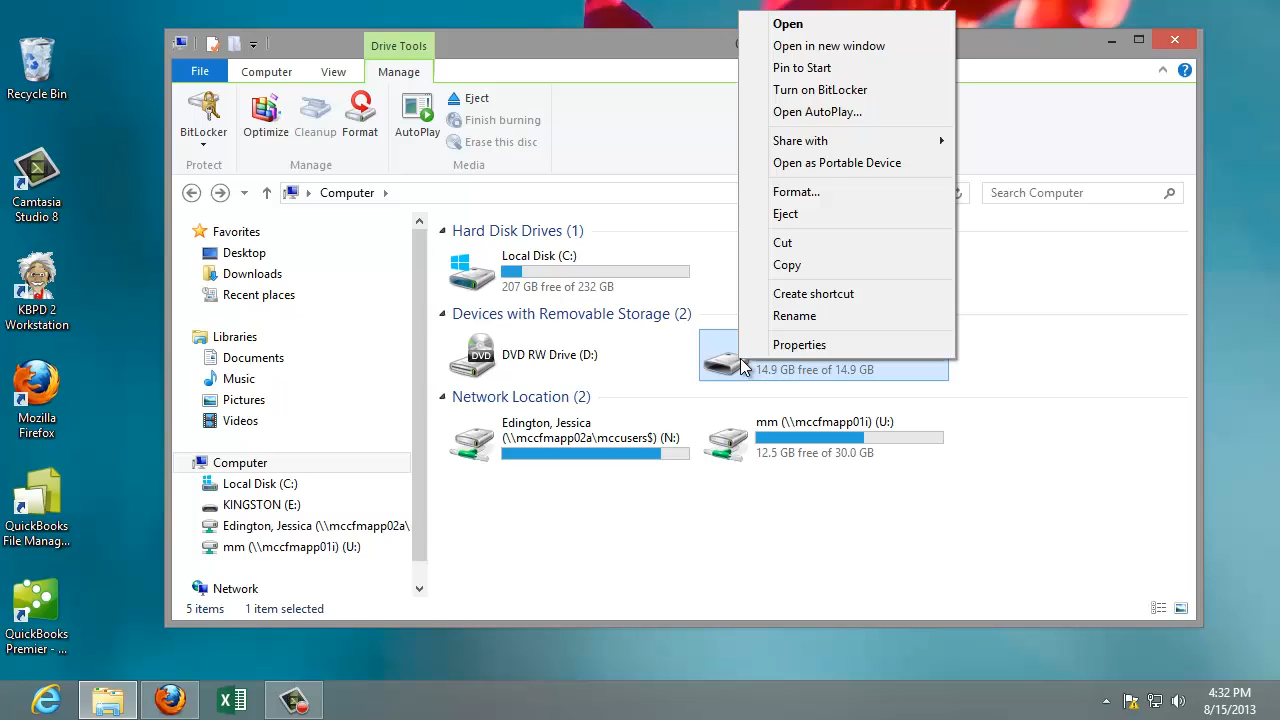 Recycle Bin
Camtasia
Studio 8
KBPD 2
Workstation
Mozilla
Firefox
QuickBooks
File Manag...
QuickBooks
Premier - ...
Drive Tools
File
Computer
View
Manage
BitLocker
Optimize
Cleanup
Format
AutoPlay
Eject
Finish burning
Erase this disc
Protect
Manage
Media
Computer
Search Computer
Favorites
Desktop
Downloads
Recent places
Libraries
Documents
Music
Pictures
Videos
Computer
Local Disk (C:)
KINGSTON (E:)
Edington, Jessica (\\mccfmapp02a\
mm (\\mccfmapp01i) (U:)
Network
5 items
1 item selected
Hard Disk Drives (1)
Local Disk (C:)
207 GB free of 232 GB
Devices with Removable Storage (2)
DVD
DVD RW Drive (D:)
14.9 GB free of 14.9 GB
Network Location (2)
Edington, Jessica
(\\mccfmapp02a\mccusers$) (N:)
mm (\\mccfmapp01i) (U:)
12.5 GB free of 30.0 GB
Open
Open in new window
Pin to Start
Turn on BitLocker
Open AutoPlay...
Share with
Open as Portable Device
Format...
Eject
Cut
Copy
Create shortcut
Rename
Properties
4:32 PM
8/15/2013